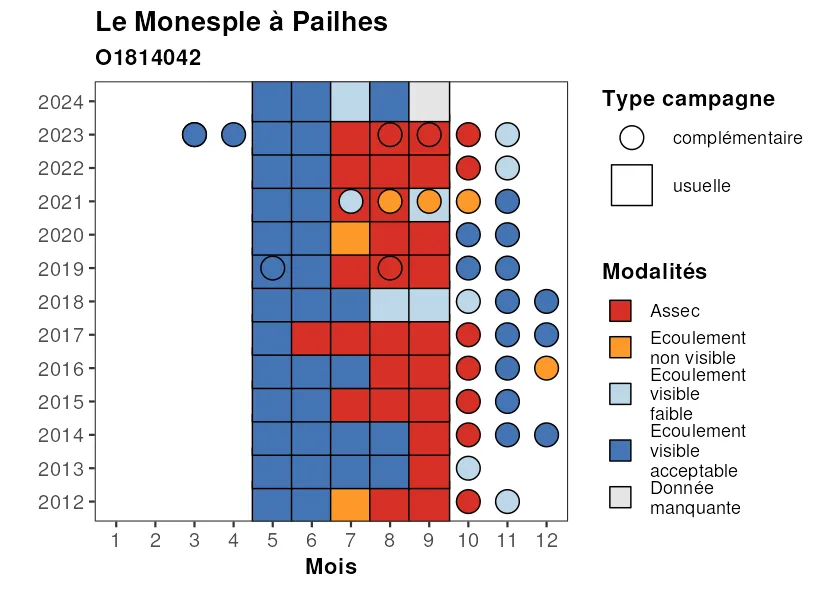 Le Monesple à Pailhes
O1814042
2024
2023
2022
2021
2020
2019
2018
2017
2016
2015
2014
2013
2012
1 2 3 4 5 6 7 8 9 10 11 12
Mois
Type campagne
complémentaire
usuelle
Modalités
Assec
Ecoulement
non visible
Ecoulement
visible
faible
Ecoulement
visible
acceptable
Donnée
manquante